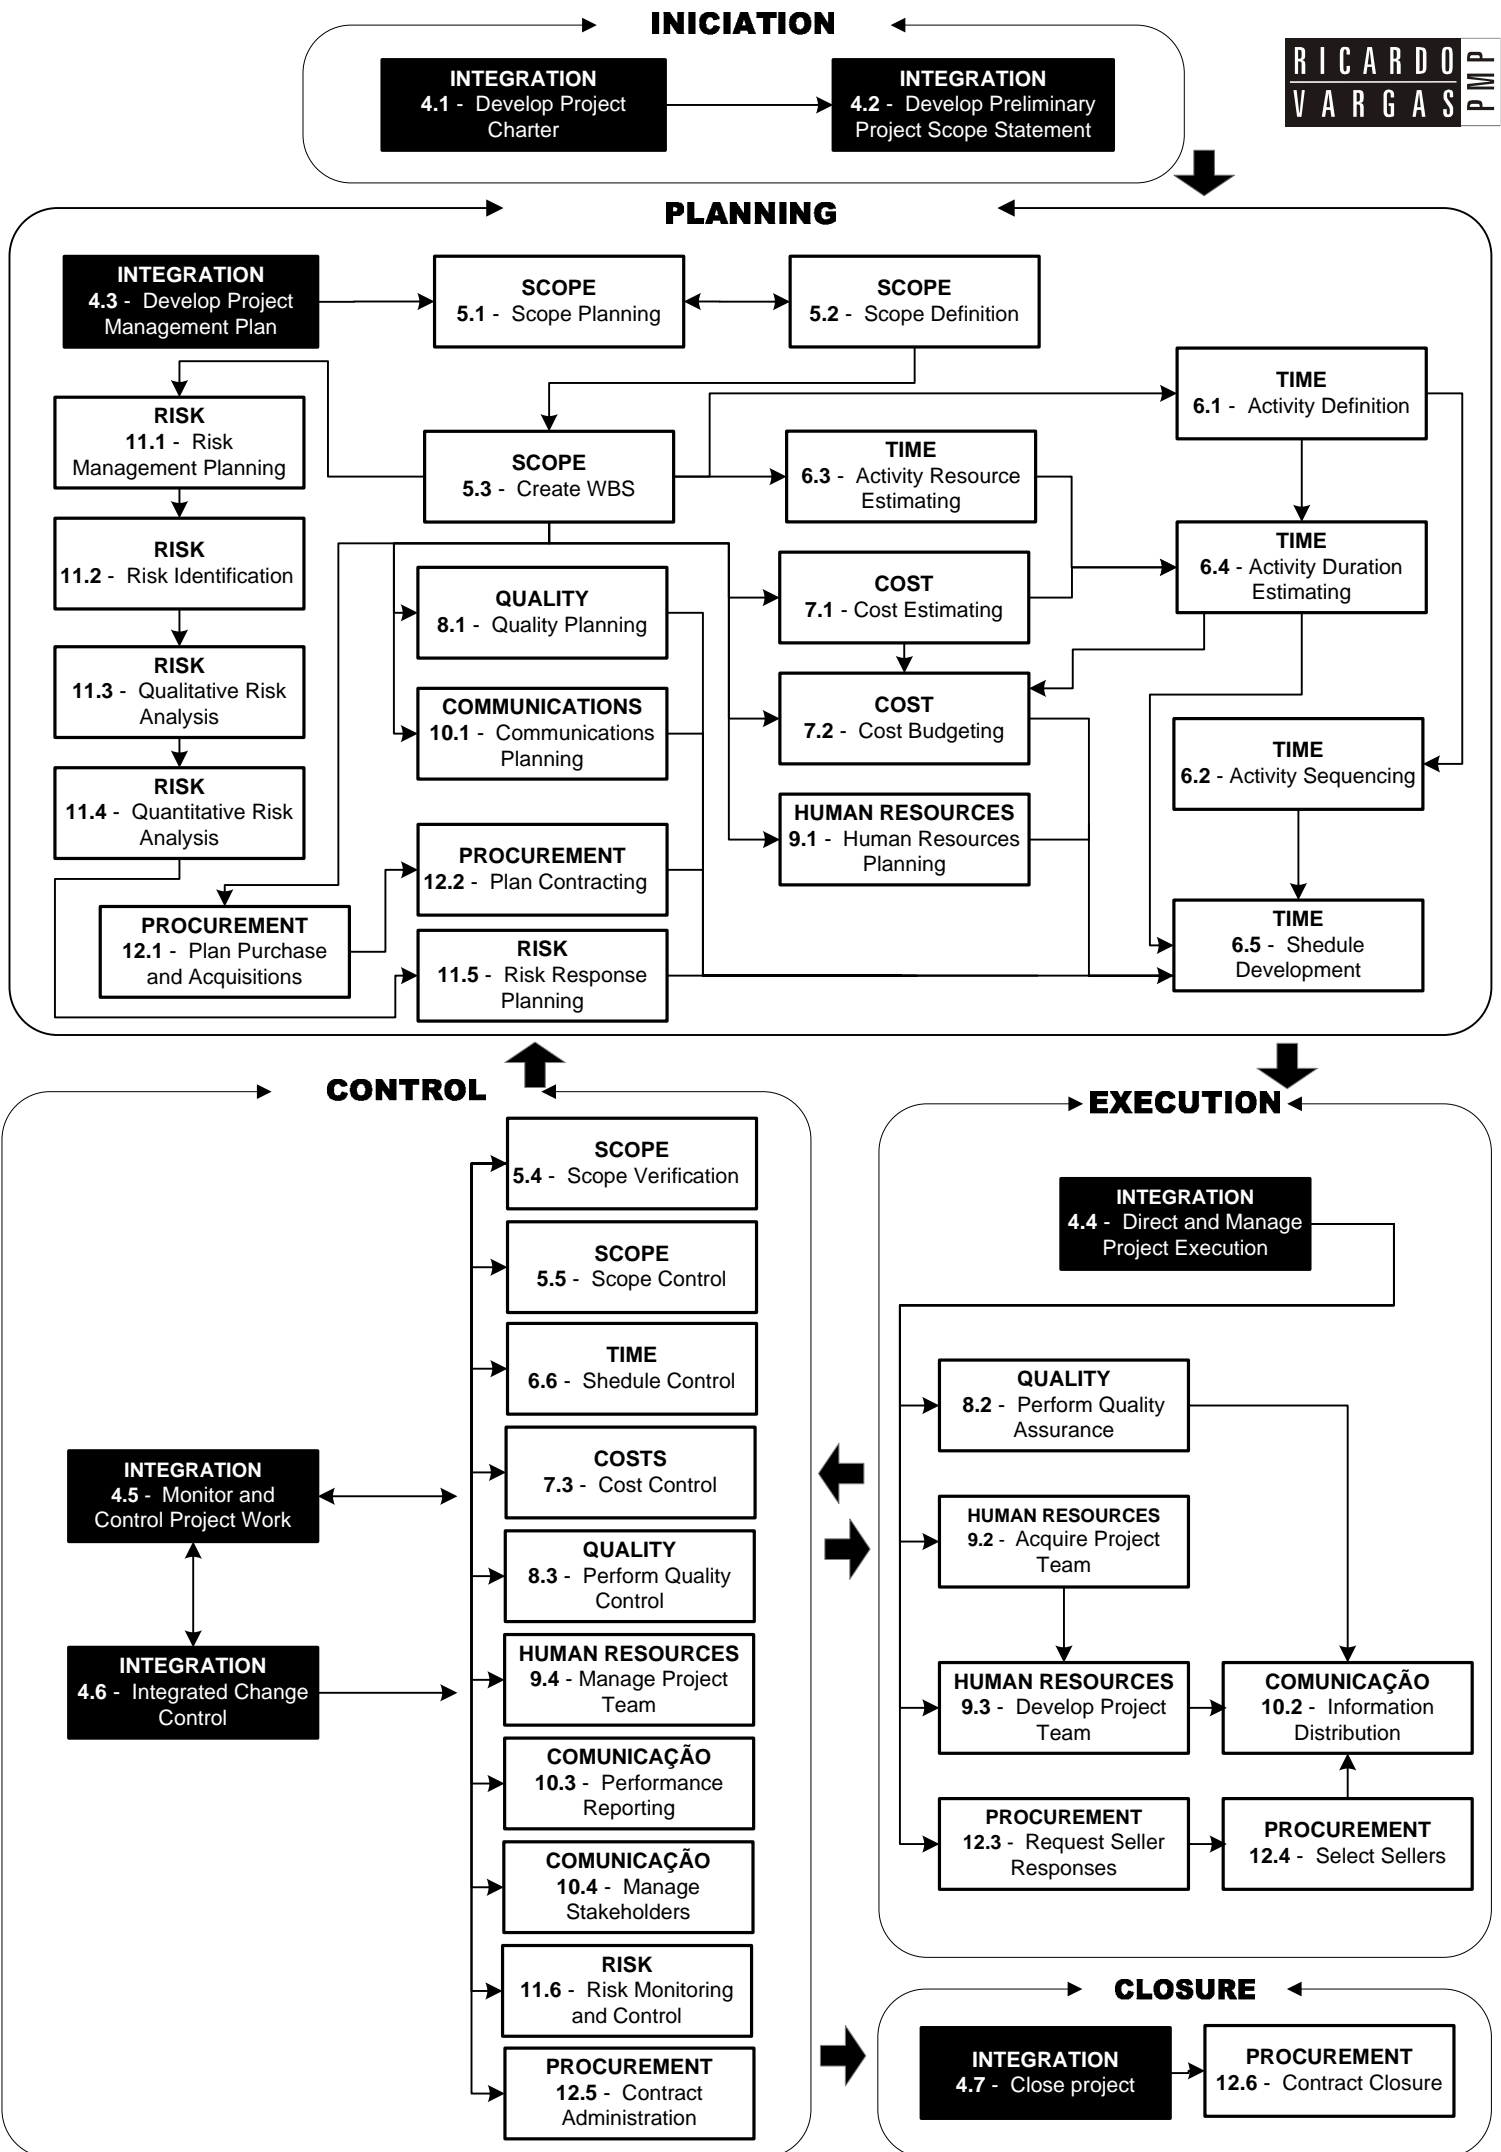 INICIATION
INTEGRATION
4.1 - Develop Project
Charter
INTEGRATION
4.2 - Develop Preliminary
Project Scope Statement
RICARDO
VARGAS
PMP
PLANNING
INTEGRATION
4.3 - Develop Project
Management Plan
SCOPE
5.1 - Scope Planning
SCOPE
5.2 - Scope Definition
TIME
6.1 - Activity Definition
RISK
11.1 - Risk
Management Planning
SCOPE
5.3 - Create WBS
TIME
6.3 - Activity Resource
Estimating
RISK
11.2 - Risk Identification
TIME
6.4 - Activity Duration
Estimating
QUALITY
8.1 - Quality Planning
COST
7.1 - Cost Estimating
RISK
11.3 - Qualitative Risk
Analysis
COMMUNICATIONS
10.1 - Communications
Planning
COST
7.2 - Cost Budgeting
TIME
6.2 - Activity Sequencing
RISK
11.4 - Quantitative Risk
Analysis
PROCUREMENT
12.2 - Plan Contracting
HUMAN RESOURCES
9.1 - Human Resources
Planning
PROCUREMENT
12.1 - Plan Purchase
and Acquisitions
RISK
11.5 - Risk Response
Planning
TIME
6.5 - Shedule
Development
CONTROL
SCOPE
5.4 - Scope Verification
SCOPE
5.5 - Scope Control
TIME
6.6 - Shedule Control
COSTS
7.3 - Cost Control
INTEGRATION
4.5 - Monitor and
Control Project Work
QUALITY
8.3 - Perform Quality
Control
INTEGRATION
4.6 - Integrated Change
Control
HUMAN RESOURCES
9.4 - Manage Project
Team
COMUNICAÇÃO
10.3 - Performance
Reporting
COMUNICAÇÃO
10.4 - Manage
Stakeholders
RISK
11.6 - Risk Monitoring
and Control
PROCUREMENT
12.5 - Contract
Administration
EXECUTION
INTEGRATION
4.4 - Direct and Manage
Project Execution
QUALITY
8.2 - Perform Quality
Assurance
HUMAN RESOURCES
9.2 - Acquire Project
Team
HUMAN RESOURCES
9.3 - Develop Project
Team
COMUNICAÇÃO
10.2 - Information
Distribution
PROCUREMENT
12.3 - Request Seller
Responses
PROCUREMENT
12.4 - Select Sellers
CLOSURE
INTEGRATION
4.7 - Close project
PROCUREMENT
12.6 - Contract Closure